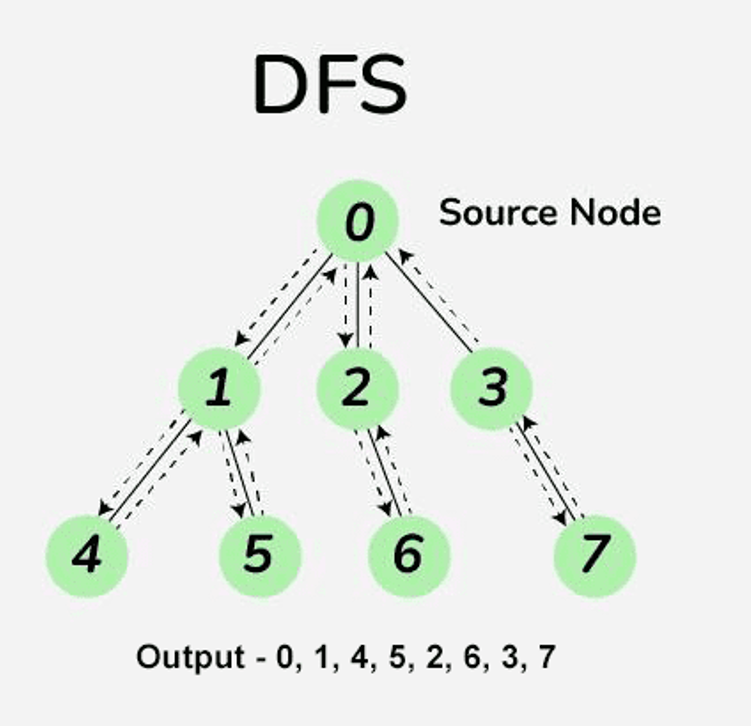 DFS
0
Source Node
1 2 3
4 5 6 7
Output - 0, 1, 4, 5, 2, 6, 3, 7